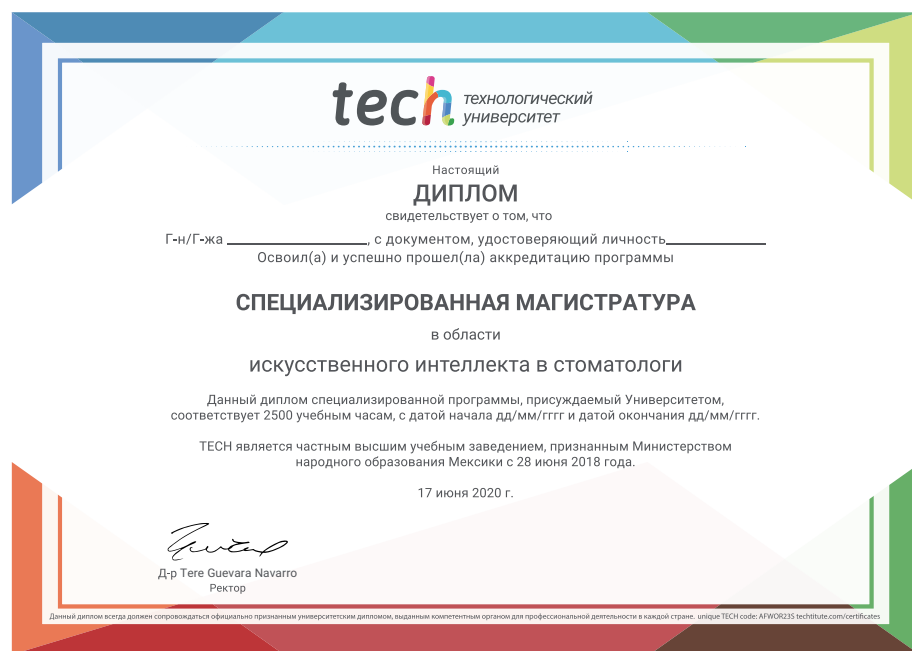 tech технологический
университет
Настоящий
ДИПЛОМ
свидетельствует о том, что
Г-н/Г-жа , с документом, удостоверяющий личность
Освоил(а) и успешно прошел(ла) аккредитацию программы
СПЕЦИАЛИЗИРОВАННАЯ МАГИСТРАТУРА
в области
искусственного интеллекта в стоматологи
Данный диплом специализированной программы, присуждаемый Университетом,
соответствует 2500 учебным часам, с датой начала дд/мм/гггг и датой окончания дд/мм/гггг.
TECH является частным высшим учебным заведением, признанным Министерством
народного образования Мексики с 28 июня 2018 года.
17 июня 2020 г.
Д-р Tere Guevara Navarro
Ректор
Данный диплом всегда должен сопровождаться официально признанным университетским дипломом, выданным компетентным органом для профессиональной деятельности в каждой стране. unique TECH code: AFWOR23S techtitute.com/certificates